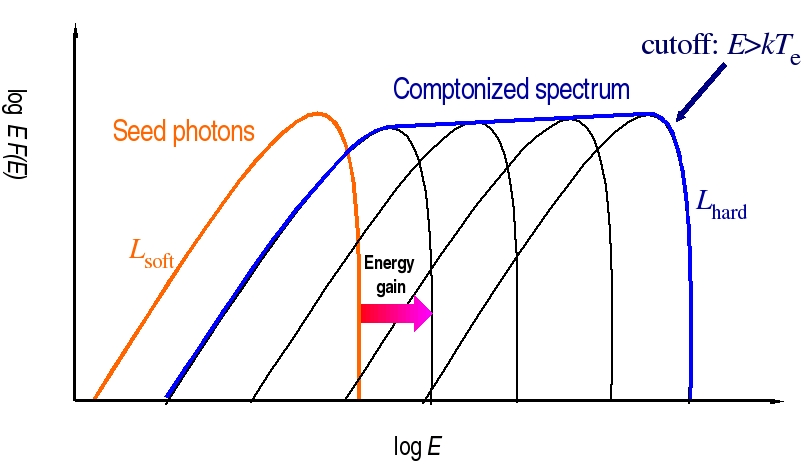 cutoff: E>kTe
Comptonized spectrum
Seed photons
log E F(E)
Lhard
Lsoft
Energy
gain
log E